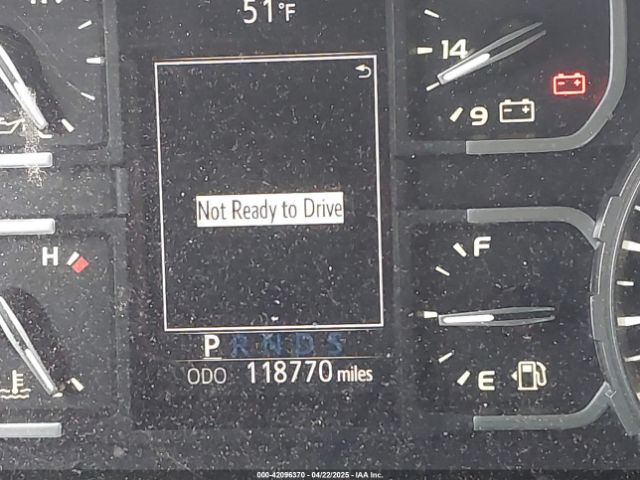 51°F
14
9
Not Ready to Drive
H
F
P R N D S
E
ODO 118770 miles
000-42096370 - 04/22/2025 - IAA Inc.